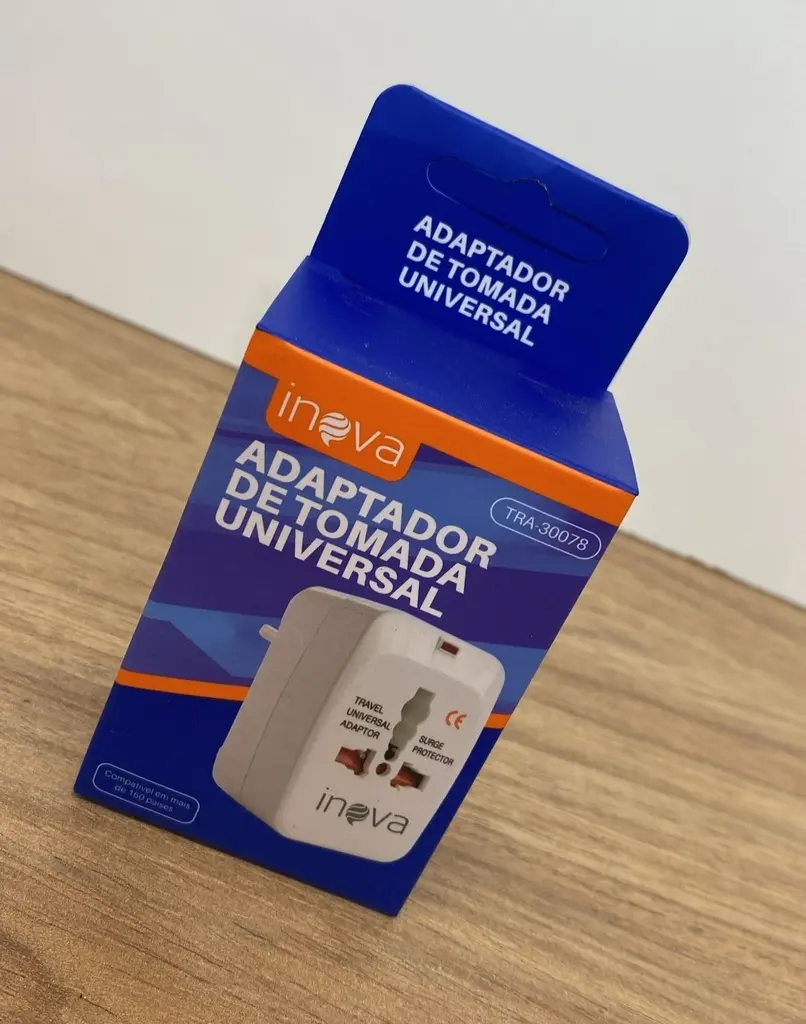 ADAPTADOR
DE TOMADA
UNIVERSAL
inova
ADAPTADOR
DE TOMADA
UNIVERSAL
TRA-30078
TRAVEL
UNIVERSAL
ADAPTOR
CE
SURGE
PROTECTOR
inova
Compatível em mais
de 150 países